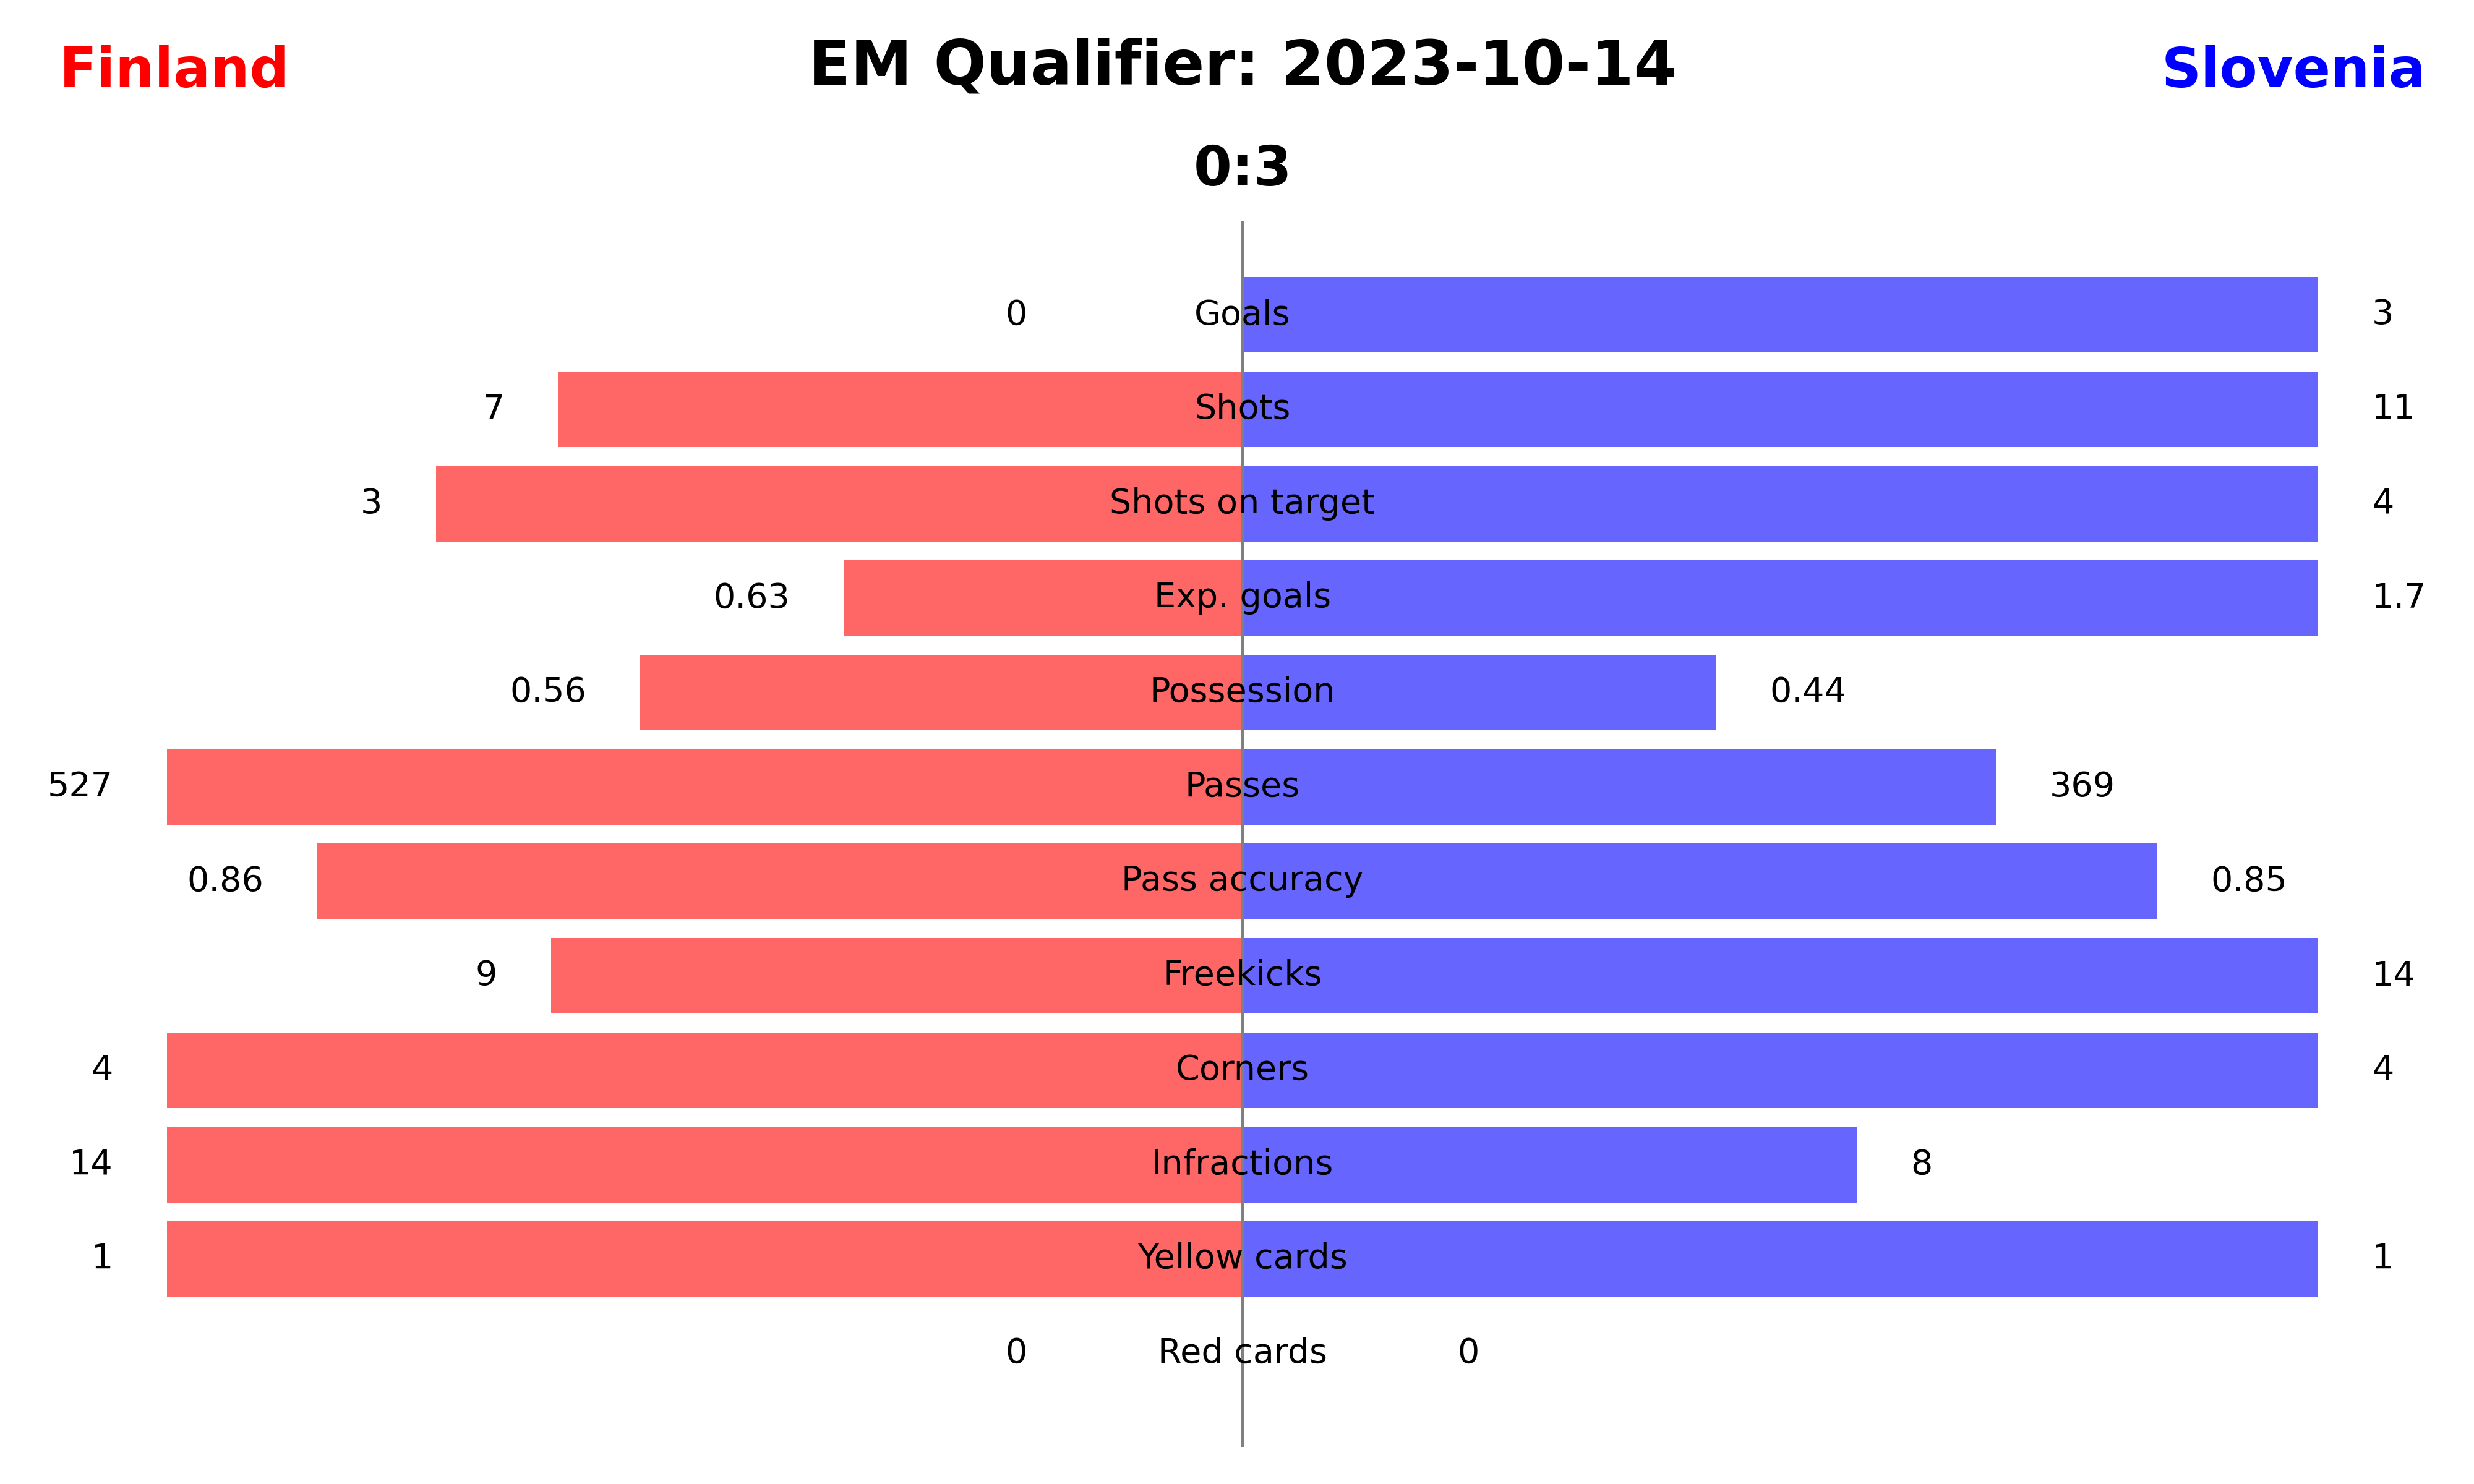 Finland EM Qualifier: 2023-10-14 Slovenia
0:3
0 Goals 3
7 Shots 11
3 Shots on target 4
0.63 Exp. goals 1.7
0.56 Possession 0.44
527 Passes 369
0.86 Pass accuracy 0.85
9 Freekicks 14
4 Corners 4
14 Infractions 8
1 Yellow cards 1
0 Red cards 0